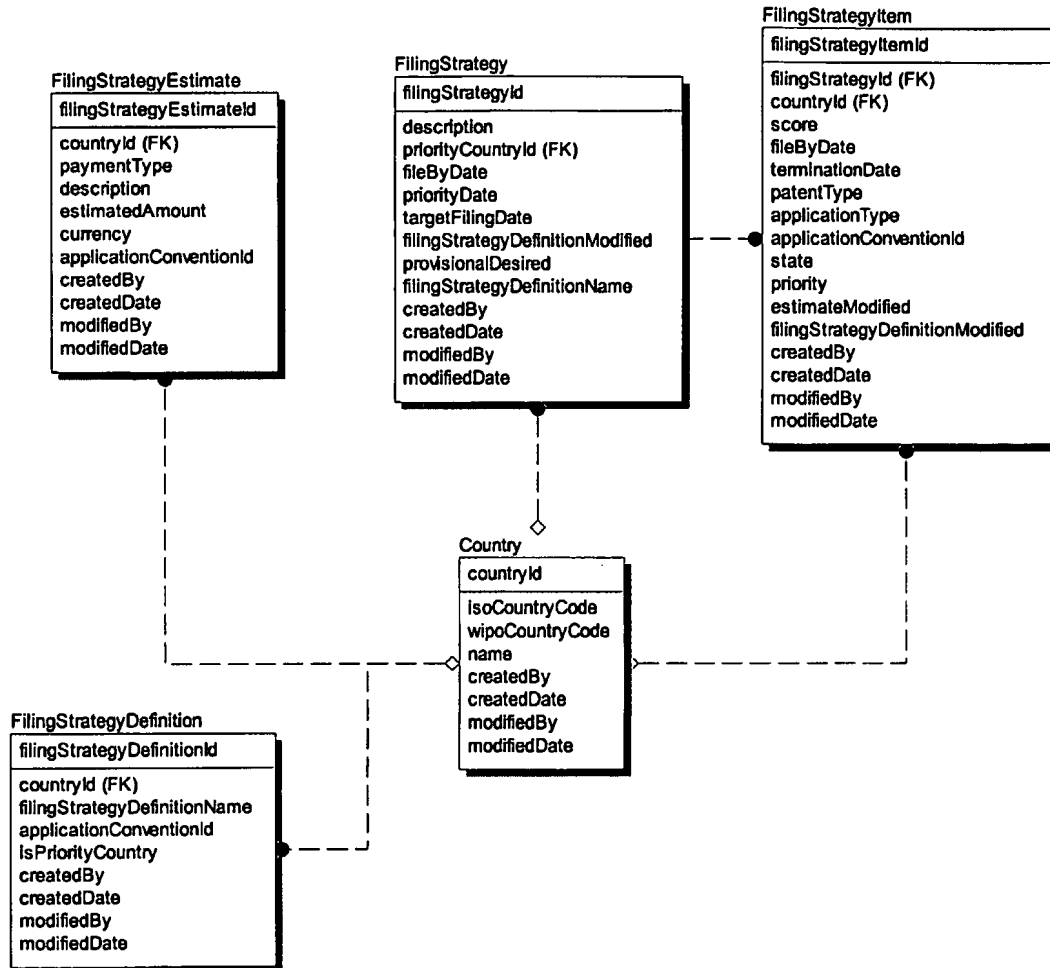 FilingStrategyEstimate
filingStrategyEstimateId
countryId (FK)
paymentType
description
estimatedAmount
currency
applicationConventionId
createdBy
createdDate
modifiedBy
modifiedDate
FilingStrategy
filingStrategyId
description
priorityCountryId (FK)
fileByDate
priorityDate
targetFilingDate
filingStrategyDefinitionModified
provisionalDesired
filingStrategyDefinitionName
createdBy
createdDate
modifiedBy
modifiedDate
FilingStrategyItem
filingStrategyItemId
filingStrategyId (FK)
countryId (FK)
score
fileByDate
terminationDate
patentType
applicationType
applicationConventionId
state
priority
estimateModified
filingStrategyDefinitionModified
createdBy
createdDate
modifiedBy
modifiedDate
Country
countryId
isoCountryCode
wipoCountryCode
name
createdBy
createdDate
modifiedBy
modifiedDate
FilingStrategyDefinition
filingStrategyDefinitionId
countryId (FK)
filingStrategyDefinitionName
applicationConventionId
isPriorityCountry
createdBy
createdDate
modifiedBy
modifiedDate